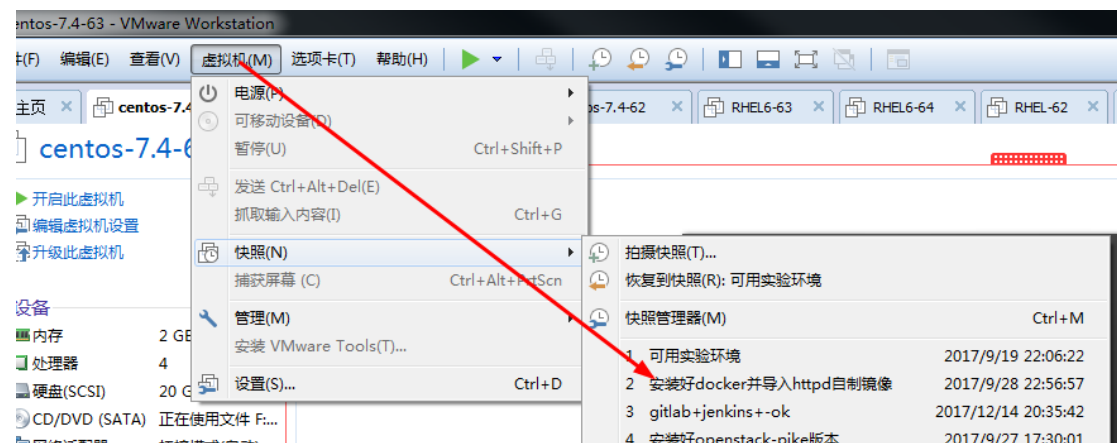 entos-7.4-63 - VMware Workstation
(F) 编辑(E) 查看(V) 虚拟机(M) 选项卡(T) 帮助(H)
主页 centos-7.4 os-7.4-62 RHEL6-63 RHEL6-64 RHEL-62
centos-7.4-6
开启此虚拟机
编辑虚拟机设置
升级此虚拟机
设备
内存 2 GB
处理器 4
硬盘(SCSI) 20 G
CD/DVD (SATA) 正在使用文件 F:...
电源(P)
可移动设备(D)
暂停(U) Ctrl+Shift+P
发送 Ctrl+Alt+Del(E)
抓取输入内容(I) Ctrl+G
快照(N)
捕获屏幕 (C) Ctrl+Alt+PrtScn
管理(M)
安装 VMware Tools(T)...
设置(S)... Ctrl+D
拍摄快照(T)...
恢复到快照(R): 可用实验环境
快照管理器(M) Ctrl+M
1 可用实验环境 2017/9/19 22:06:22
2 安装好docker并导入httpd自制镜像 2017/9/28 22:56:57
3 gitlab+jenkins+-ok 2017/12/14 20:35:42
4 安装好openstack-pike版本 2017/9/27 17:30:01